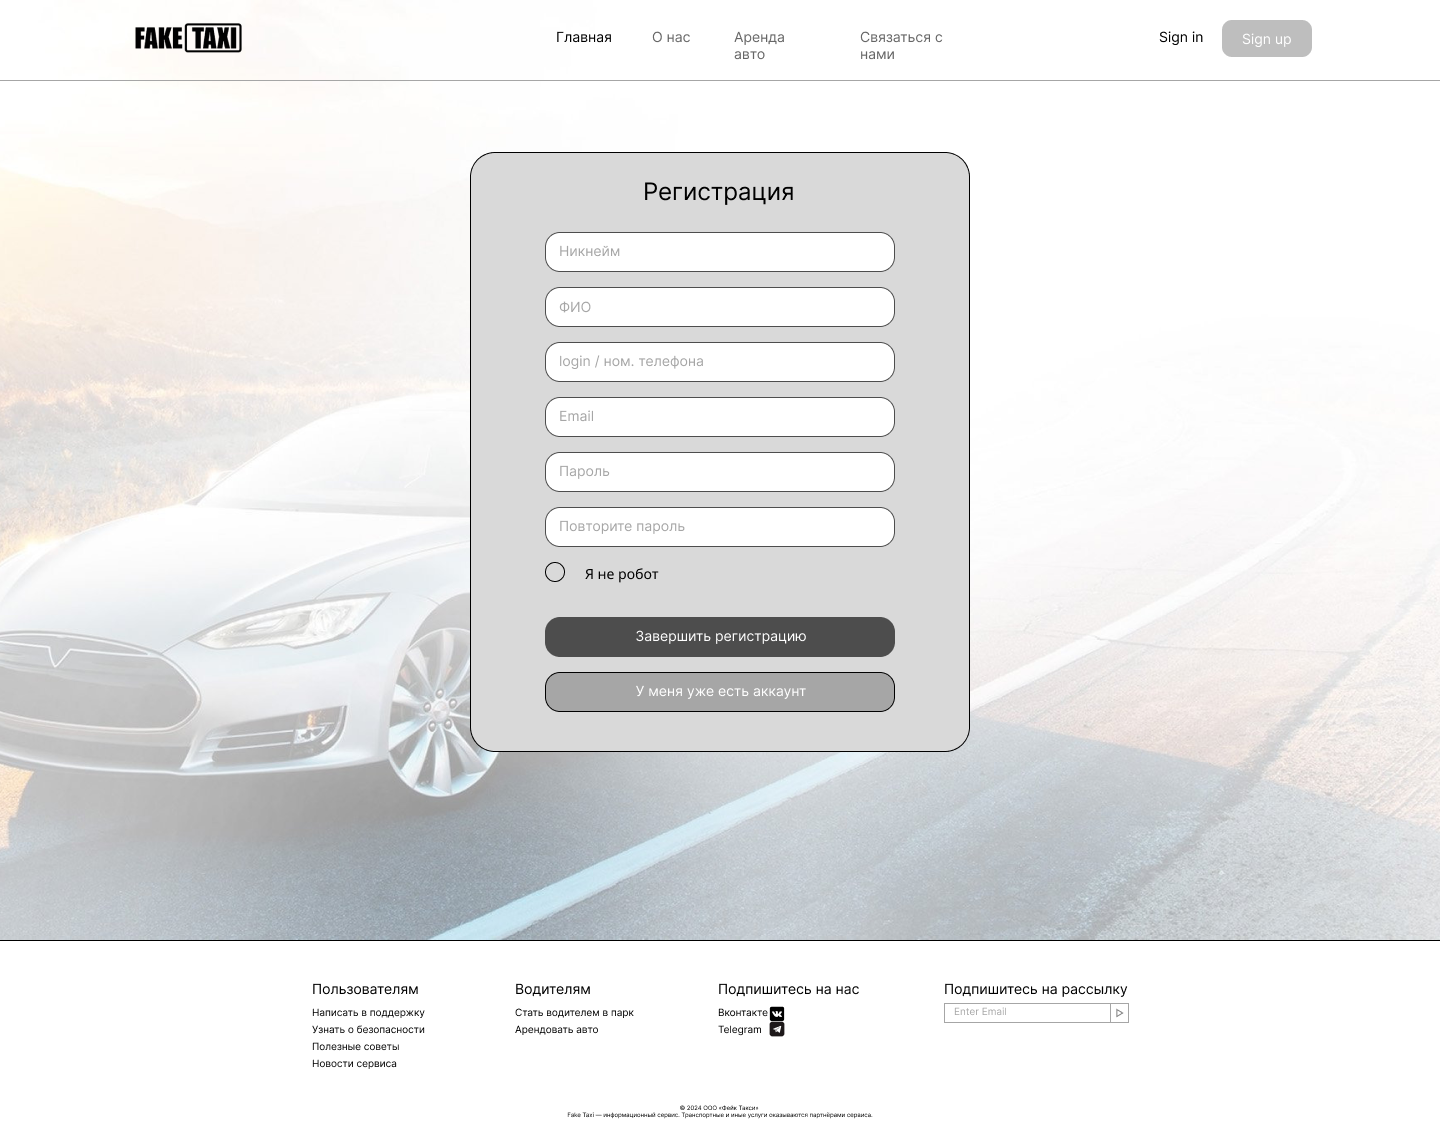 FAKE TAXI
Главная
О нас
Аренда
авто
Связаться с
нами
Sign in
Sign up
Регистрация
Никнейм
ФИО
login / ном. телефона
Email
Пароль
Повторите пароль
Я не робот
Завершить регистрацию
У меня уже есть аккаунт
Пользователям
Написать в поддержку
Узнать о безопасности
Полезные советы
Новости сервиса
Водителям
Стать водителем в парк
Арендовать авто
Подпишитесь на нас
Вконтакте
Telegram
Подпишитесь на рассылку
Enter Email
© 2024 ООО «Фейк Такси»
Fake Taxi — информационный сервис. Транспортные и иные услуги оказываются партнёрами сервиса.